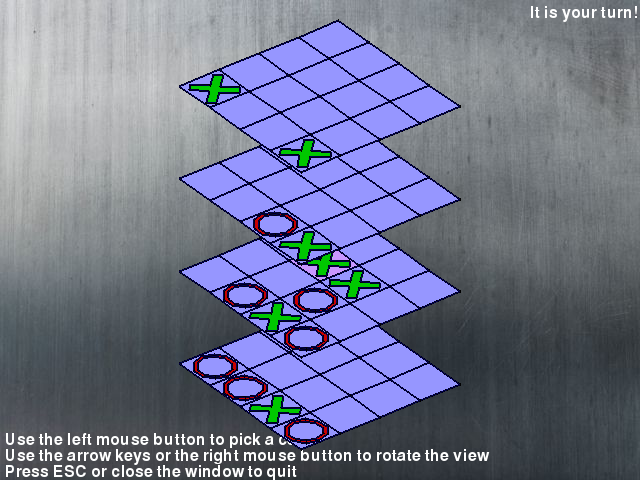 It is your turn!
Use the left mouse button to pick a
Use the arrow keys or the right mouse button to rotate the view
Press ESC or close the window to quit